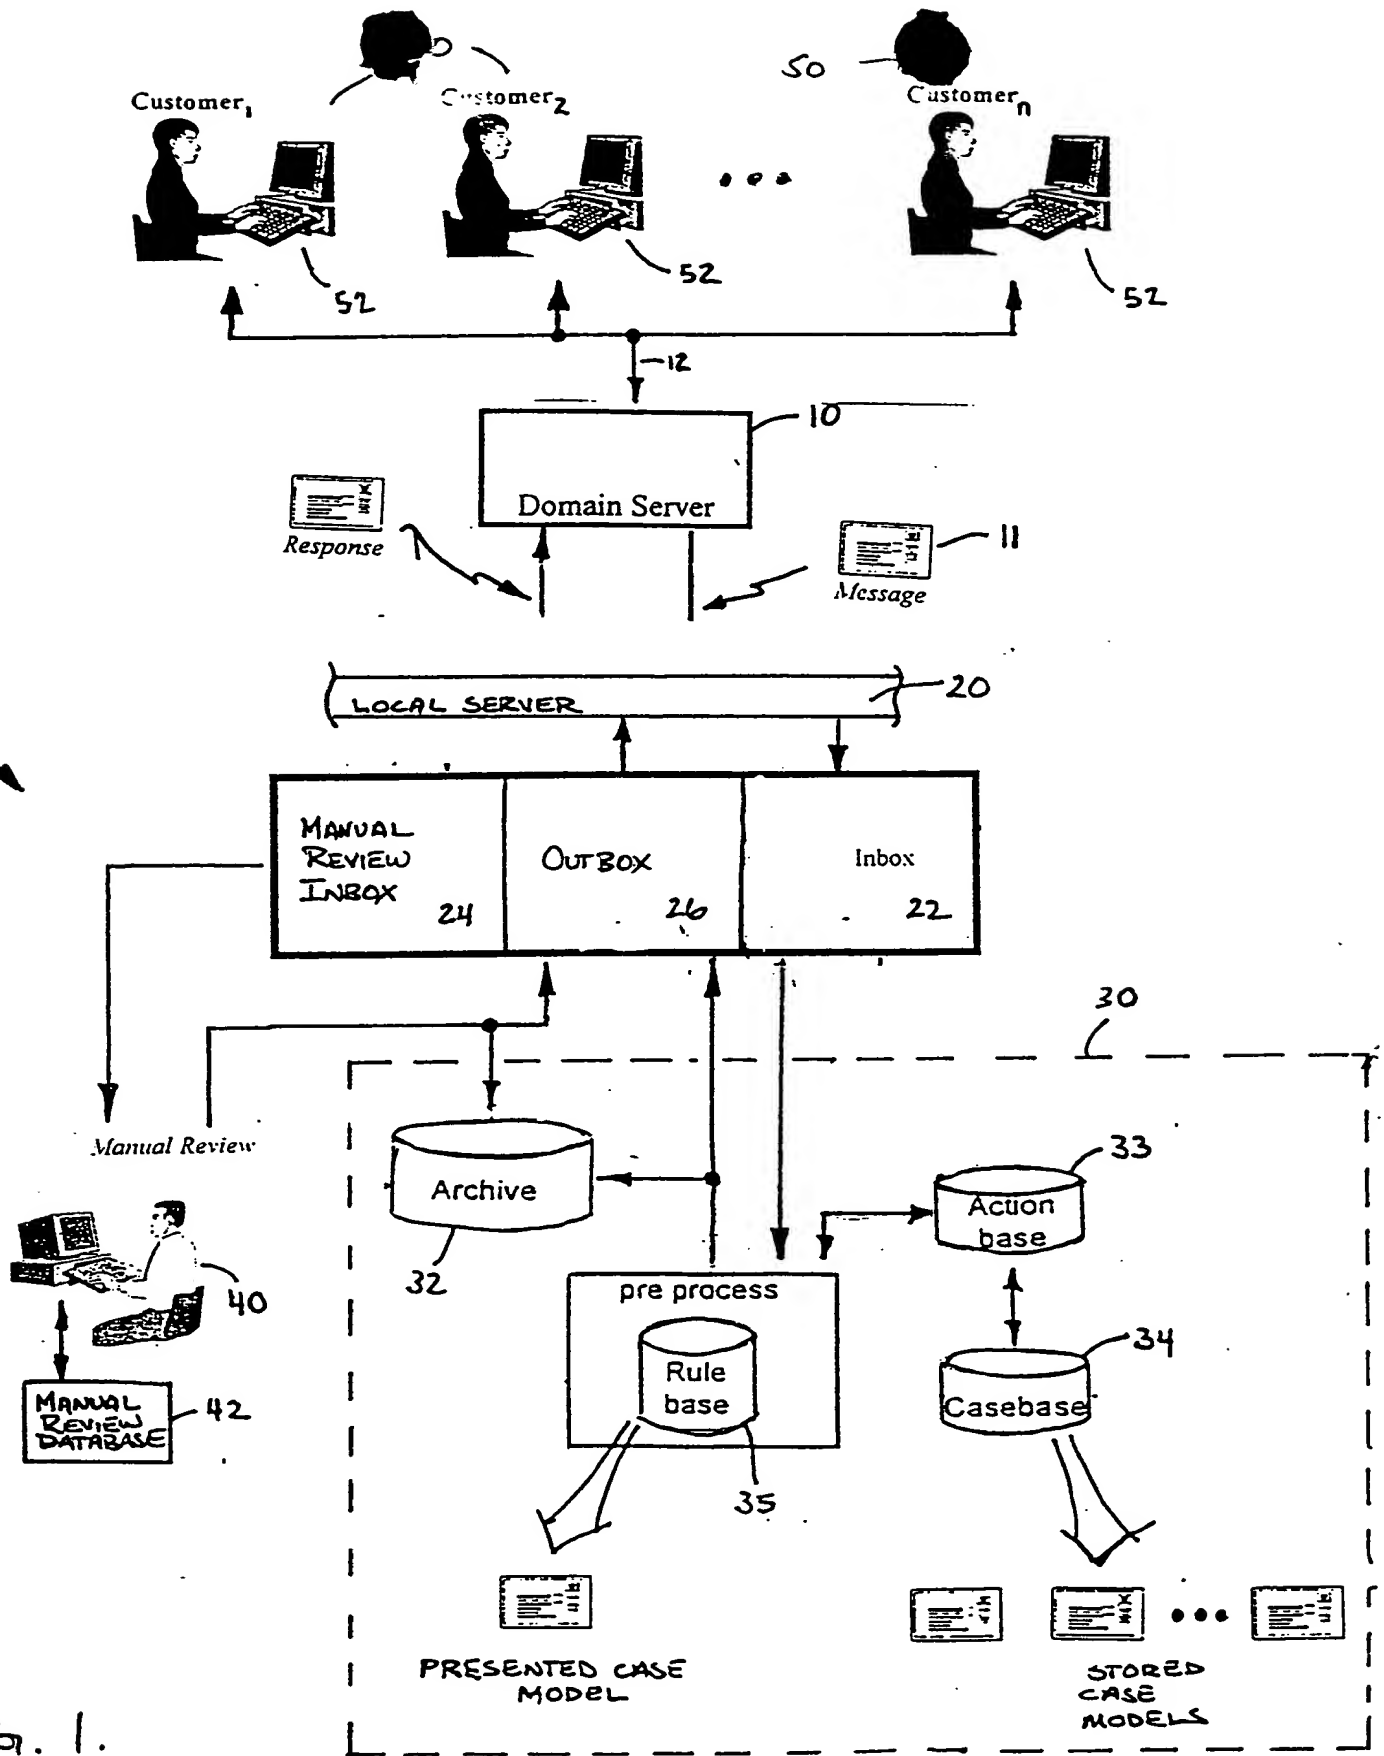 50
Customer1
Customer2
Customern
52
52
52
12
10
Domain Server
Response
11
Message
LOCAL SERVER
20
MANUAL
REVIEW
INBOX
24
OUTBOX
26
Inbox
22
30
Manual Review
Archive
32
33
Action
base
pre process
Rule
base
35
34
Casebase
40
MANUAL
REVIEW
DATABASE
42
PRESENTED CASE
MODEL
STORED
CASE
MODELS
1.